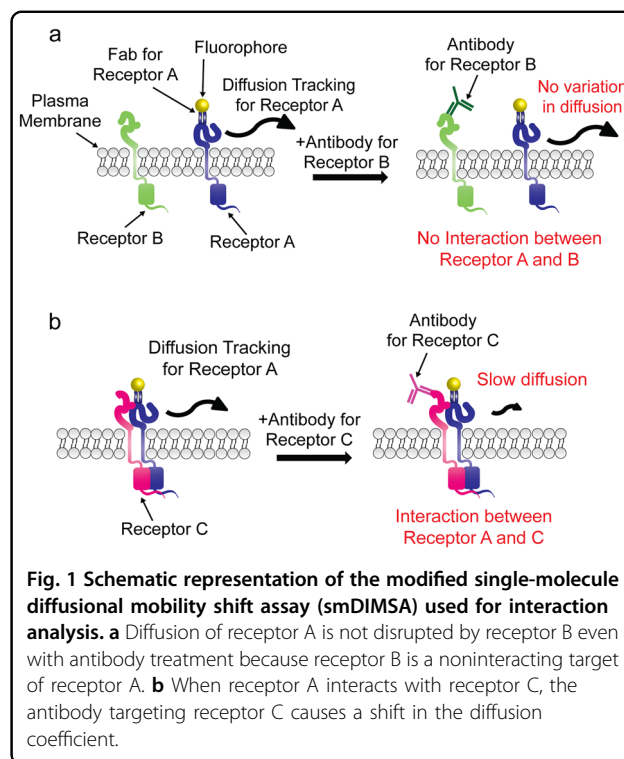 a
Fab for
Receptor A
Fluorophore
Plasma
Membrane
Diffusion Tracking
for Receptor A
+Antibody for
Receptor B
Antibody
for Receptor B
No variation
in diffusion
Receptor B
Receptor A
No Interaction between
Receptor A and B
b
Diffusion Tracking
for Receptor A
+Antibody for
Receptor C
Antibody
for Receptor C
Slow diffusion
Receptor C
Interaction between
Receptor A and C
Fig. 1 Schematic representation of the modified single-molecule
diffusional mobility shift assay (smDIMSA) used for interaction
analysis. a Diffusion of receptor A is not disrupted by receptor B even
with antibody treatment because receptor B is a noninteracting target
of receptor A. b When receptor A interacts with receptor C, the
antibody targeting receptor C causes a shift in the diffusion
coefficient.